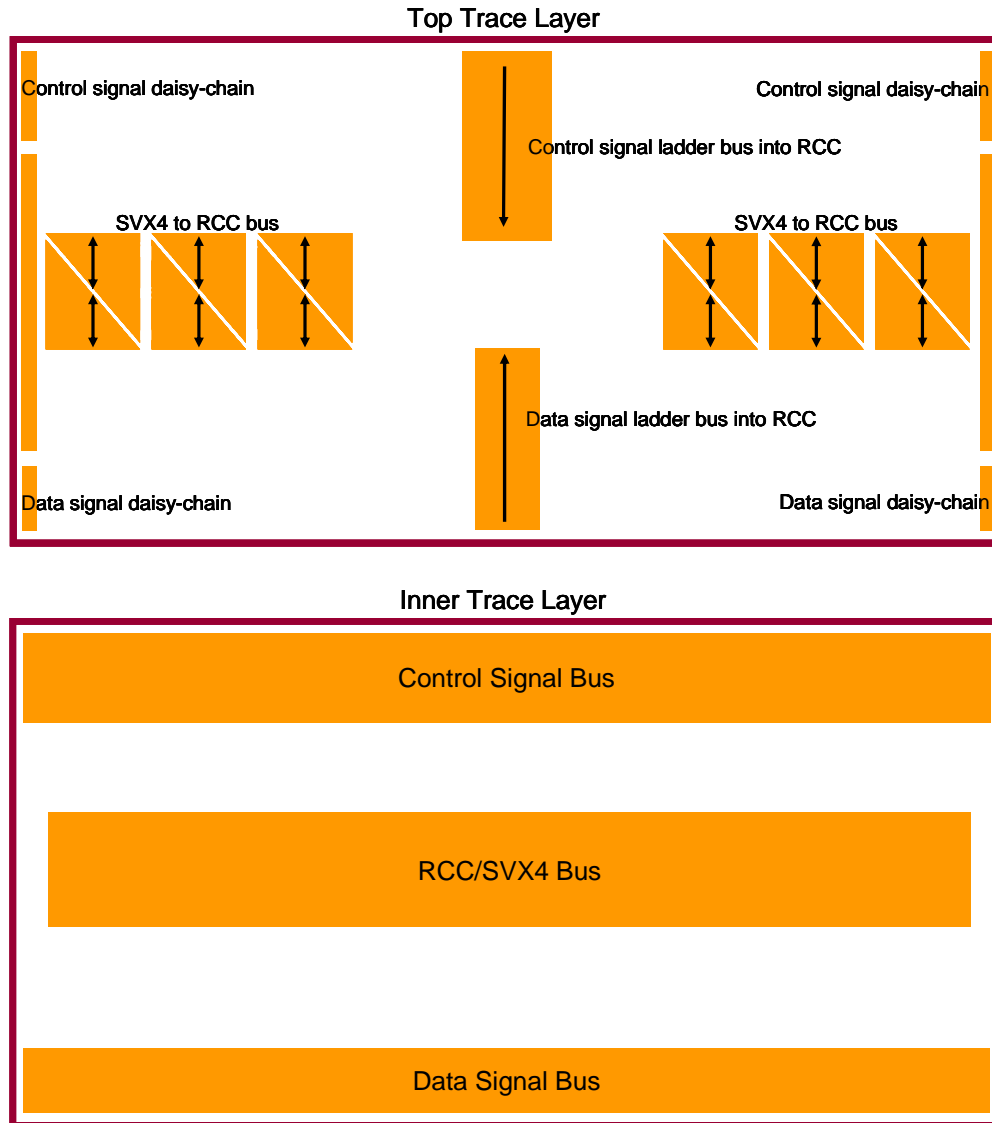 Top Trace Layer
Control signal daisy-chain
Control signal daisy-chain
Control signal ladder bus into RCC
SVX4 to RCC bus
SVX4 to RCC bus
Data signal ladder bus into RCC
Data signal daisy-chain
Data signal daisy-chain
Inner Trace Layer
Control Signal Bus
RCC/SVX4 Bus
Data Signal Bus